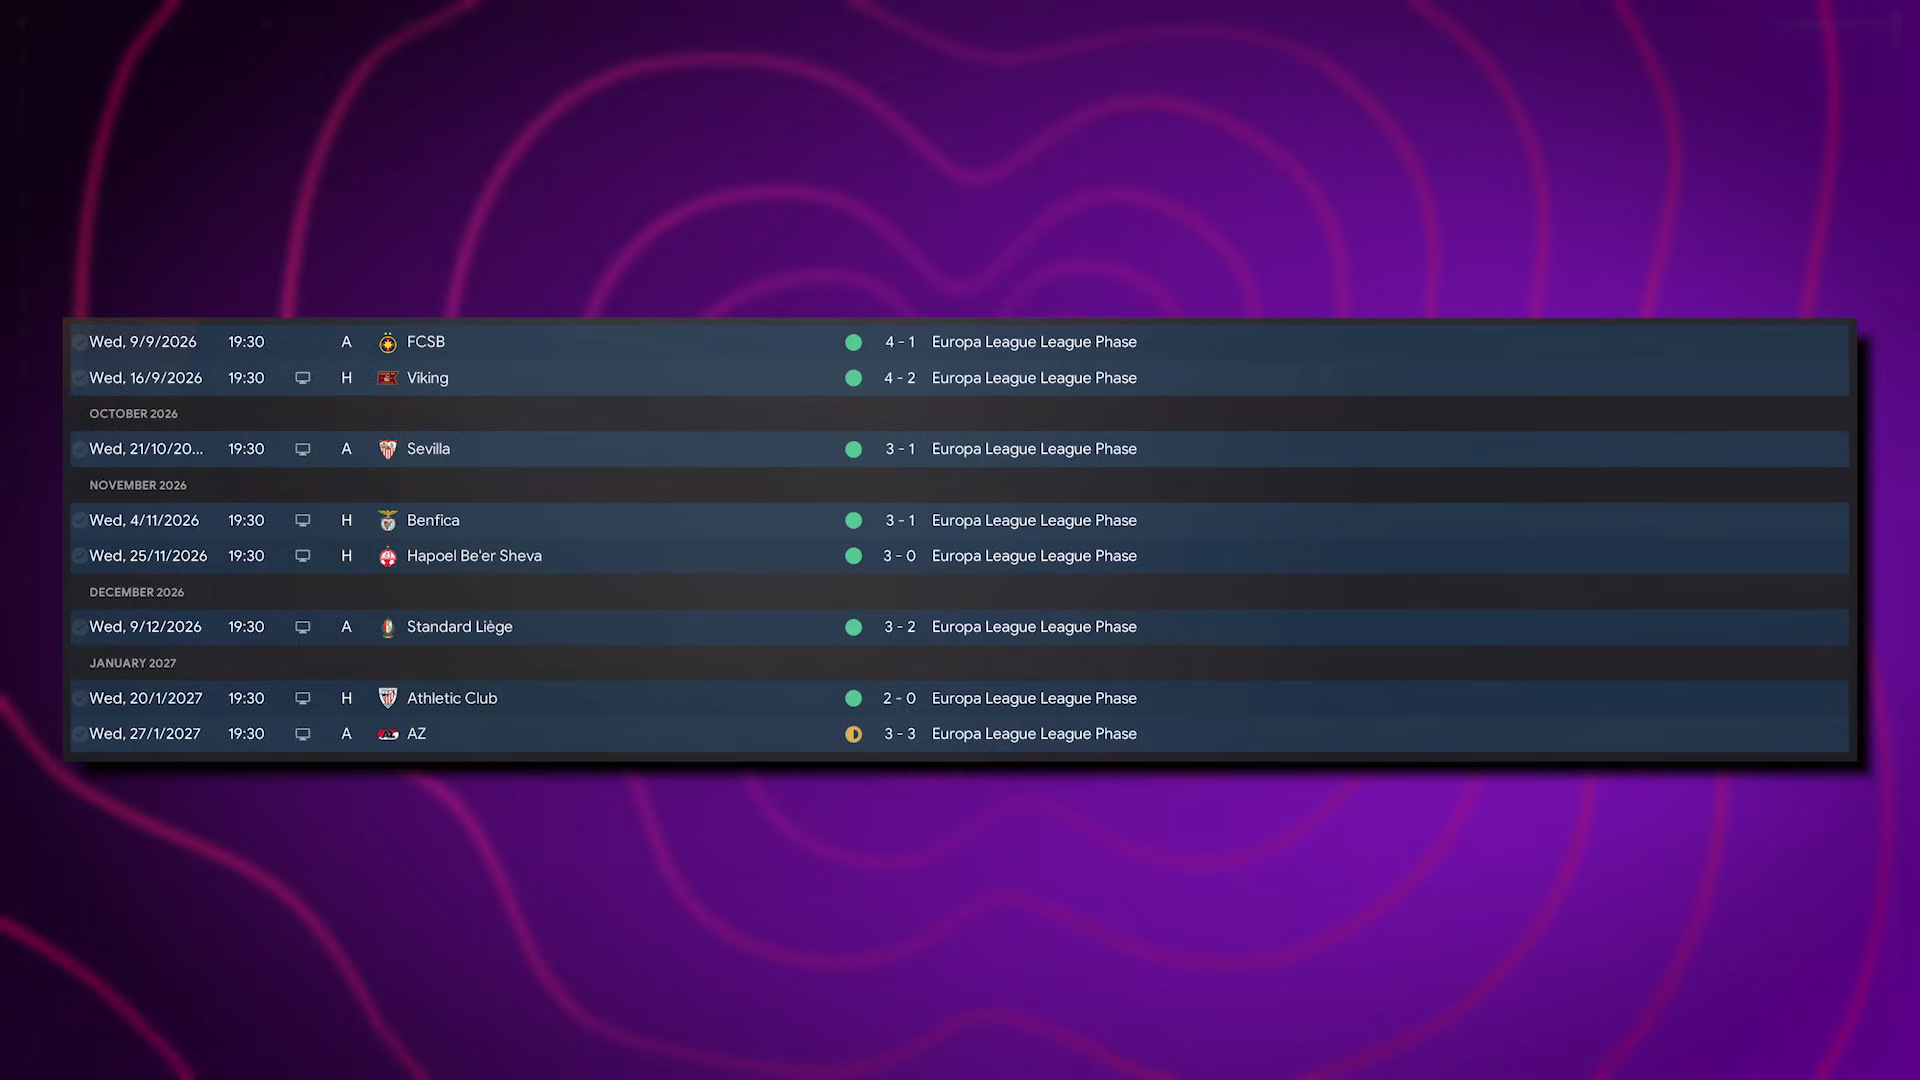 Wed, 9/9/2026 19:30 A FCSB 4 - 1 Europa League League Phase
Wed, 16/9/2026 19:30 H Viking 4 - 2 Europa League League Phase
OCTOBER 2026
Wed, 21/10/20... 19:30 A Sevilla 3 - 1 Europa League League Phase
NOVEMBER 2026
Wed, 4/11/2026 19:30 H Benfica 3 - 1 Europa League League Phase
Wed, 25/11/2026 19:30 H Hapoel Be'er Sheva 3 - 0 Europa League League Phase
DECEMBER 2026
Wed, 9/12/2026 19:30 A Standard Liège 3 - 2 Europa League League Phase
JANUARY 2027
Wed, 20/1/2027 19:30 H Athletic Club 2 - 0 Europa League League Phase
Wed, 27/1/2027 19:30 A AZ 3 - 3 Europa League League Phase